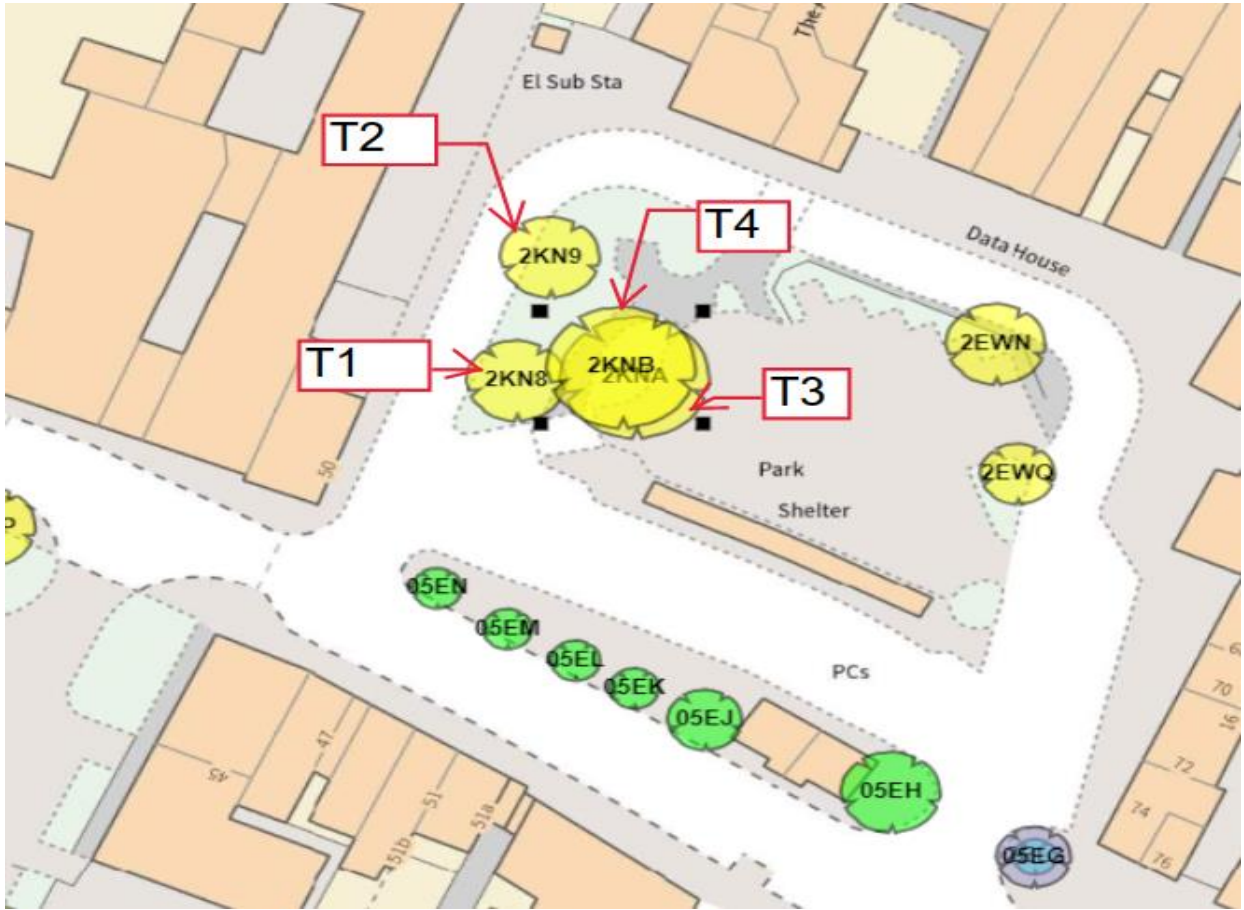 The
El Sub Sta
T2
T4
2KN9
Data House
T1
2KN8
2KNB
2KNA
T3
2EWN
50
Park
2EWQ
Shelter
05EN
05EM
05EL
05EK
05EJ
PCs
70
16
47
45
51
51a
51b
05EH
72
74
76
05EG